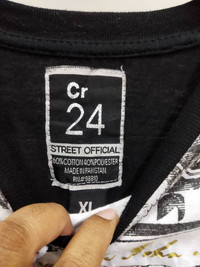 Cr
24
STREET OFFICIAL
60%COTTON 40%POLYESTER
MADE IN PAKISTAN
XL